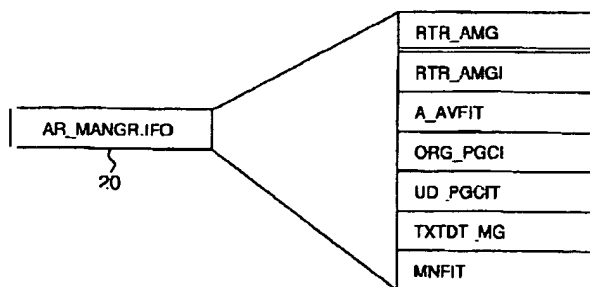 RTR_AMG
RTR_AMGI
AR_MANGR.IFO
A_AVFIT
ORG_PGCI
20
UD_PGCIT
TXTDT_MG
MNFIT